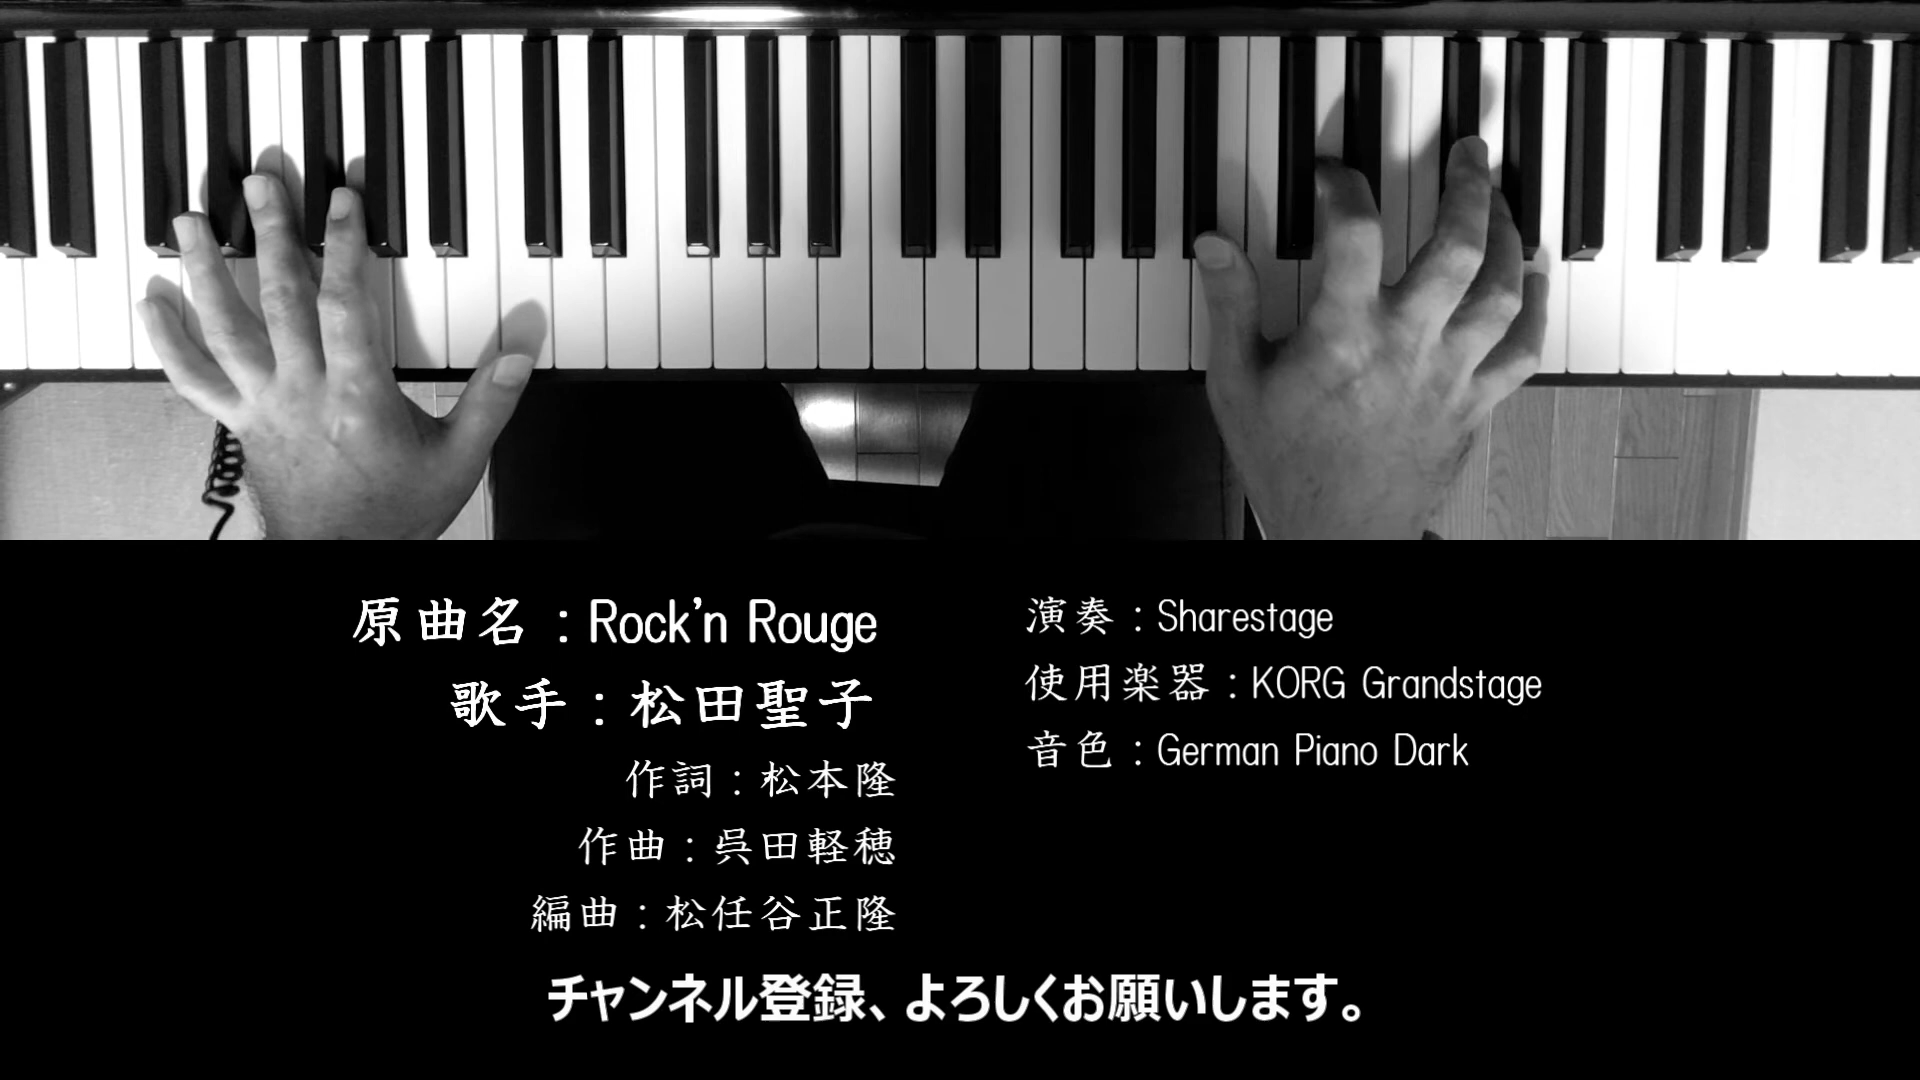 原曲名：Rock'n Rouge
歌手：松田聖子
作詞：松本隆
作曲：呉田軽穂
編曲：松任谷正隆
演奏：Sharestage
使用楽器：KORG Grandstage
音色：German Piano Dark
チャンネル登録、よろしくお願いします。